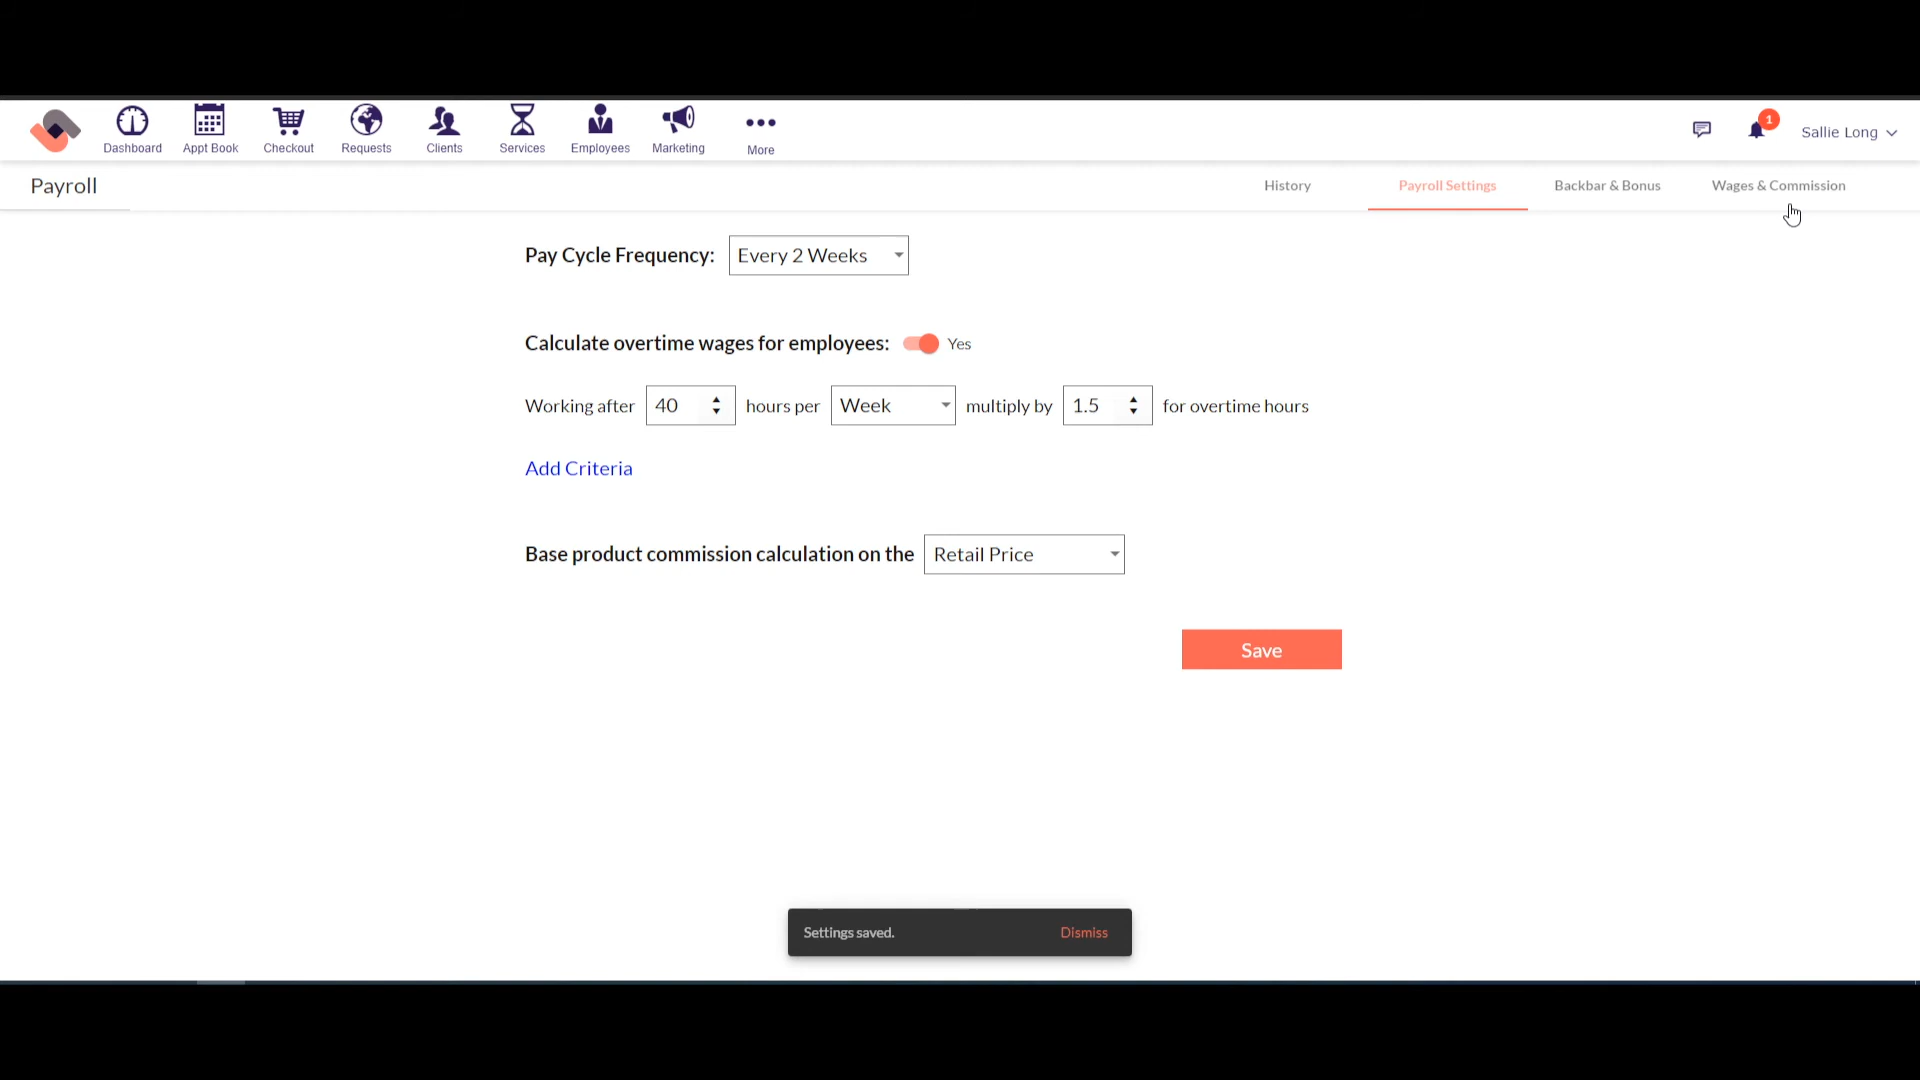 Dashboard
Appt Book
Checkout
Requests
Clients
Services
Employees
Marketing
More
1
Sallie Long
Payroll
History
Payroll Settings
Backbar & Bonus
Wages & Commission
Pay Cycle Frequency: Every 2 Weeks
Calculate overtime wages for employees: Yes
Working after 40 hours per Week multiply by 1.5 for overtime hours
Add Criteria
Base product commission calculation on the Retail Price
Save
Settings saved. Dismiss